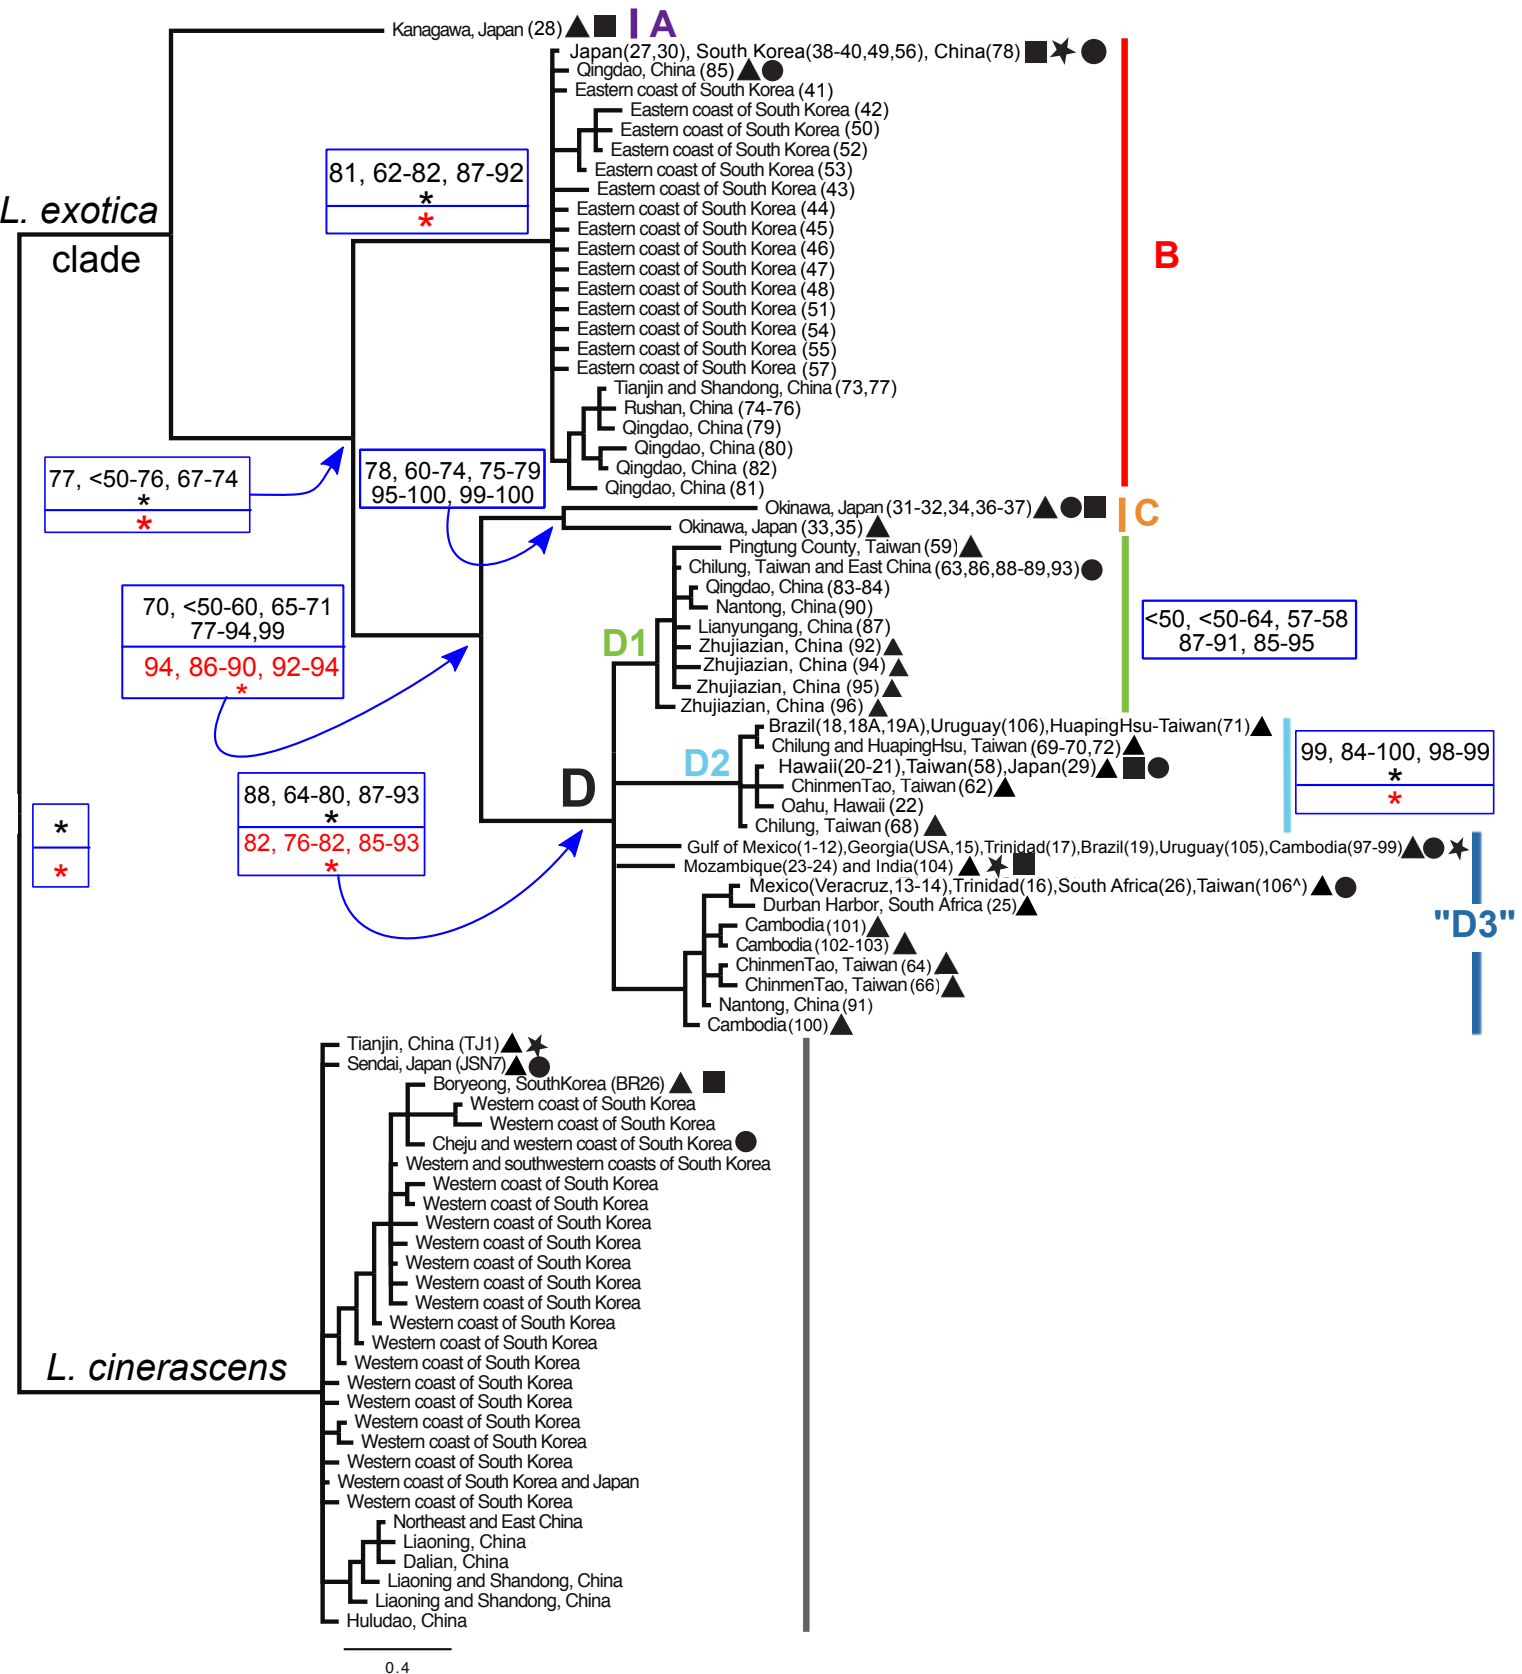 Kanagawa, Japan (28) A
Japan(27,30), South Korea(38-40,49,56), China(78)
Qingdao, China (85)
Eastern coast of South Korea (41)
Eastern coast of South Korea (42)
Eastern coast of South Korea (50)
Eastern coast of South Korea (52)
Eastern coast of South Korea (53)
Eastern coast of South Korea (43)
Eastern coast of South Korea (44)
Eastern coast of South Korea (45)
Eastern coast of South Korea (46)
Eastern coast of South Korea (47)
Eastern coast of South Korea (48)
Eastern coast of South Korea (51)
Eastern coast of South Korea (54)
Eastern coast of South Korea (55)
Eastern coast of South Korea (57)
Tianjin and Shandong, China (73,77)
Rushan, China (74-76)
Qingdao, China (79)
Qingdao, China (80)
Qingdao, China (82)
Qingdao, China (81)
B
81, 62-82, 87-92
*
*
L. exotica
clade
77, <50-76, 67-74
*
*
78, 60-74, 75-79
95-100, 99-100
Okinawa, Japan (31-32,34,36-37) C
Okinawa, Japan (33,35)
Pingtung County, Taiwan (59)
Chilung, Taiwan and East China (63,86,88-89,93)
Qingdao, China (83-84)
Nantong, China (90)
Lianyungang, China (87)
Zhujiazian, China (92)
Zhujiazian, China (94)
Zhujiazian, China (95)
Zhujiazian, China (96)
D1
<50, <50-64, 57-58
87-91, 85-95
70, <50-60, 65-71
77-94,99
94, 86-90, 92-94
*
Brazil(18,18A,19A),Uruguay(106),HuapingHsu-Taiwan(71)
Chilung and HuapingHsu, Taiwan (69-70,72)
Hawaii(20-21),Taiwan(58),Japan(29)
ChinmenTao, Taiwan (62)
Oahu, Hawaii (22)
Chilung, Taiwan (68)
D2
D
99, 84-100, 98-99
*
*
88, 64-80, 87-93
*
82, 76-82, 85-93
*
*
*
Gulf of Mexico(1-12),Georgia(USA,15),Trinidad(17),Brazil(19),Uruguay(105),Cambodia(97-99)
Mozambique(23-24) and India(104)
Mexico(Veracruz,13-14),Trinidad(16),South Africa(26),Taiwan(106^)
Durban Harbor, South Africa (25)
Cambodia(101)
Cambodia(102-103)
ChinmenTao, Taiwan (64)
ChinmenTao, Taiwan (66)
Nantong, China (91)
Cambodia(100)
"D3"
Tianjin, China (TJ1)
Sendai, Japan (JSN7)
Boryeong, SouthKorea (BR26)
Western coast of South Korea
Western coast of South Korea
Cheju and western coast of South Korea
Western and southwestern coasts of South Korea
Western coast of South Korea
Western coast of South Korea
Western coast of South Korea
Western coast of South Korea
Western coast of South Korea
Western coast of South Korea
Western coast of South Korea
Western coast of South Korea
Western coast of South Korea
Western coast of South Korea
L. cinerascens
Western coast of South Korea
Western coast of South Korea
Western coast of South Korea
Western coast of South Korea
Western coast of South Korea
Western coast of South Korea and Japan
Western coast of South Korea
Northeast and East China
Liaoning, China
Dalian, China
Liaoning and Shandong, China
Liaoning and Shandong, China
Huludao, China
0.4